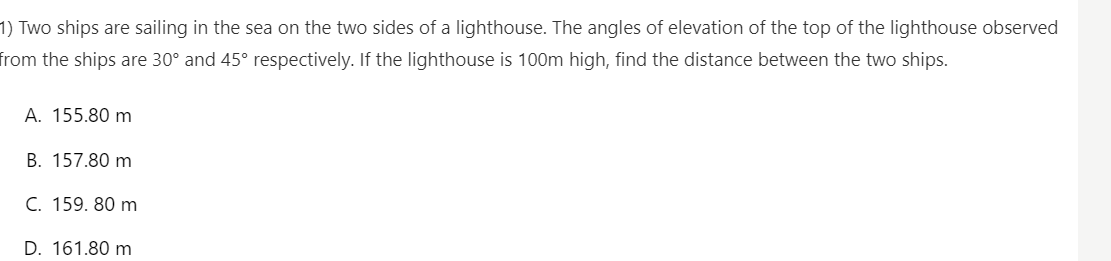 1) Two ships are sailing in the sea on the two sides of a lighthouse. The angles of elevation of the top of the lighthouse observed
from the ships are 30° and 45° respectively. If the lighthouse is 100m high, find the distance between the two ships.
A. 155.80 m
B. 157.80 m
C. 159. 80 m
D. 161.80 m